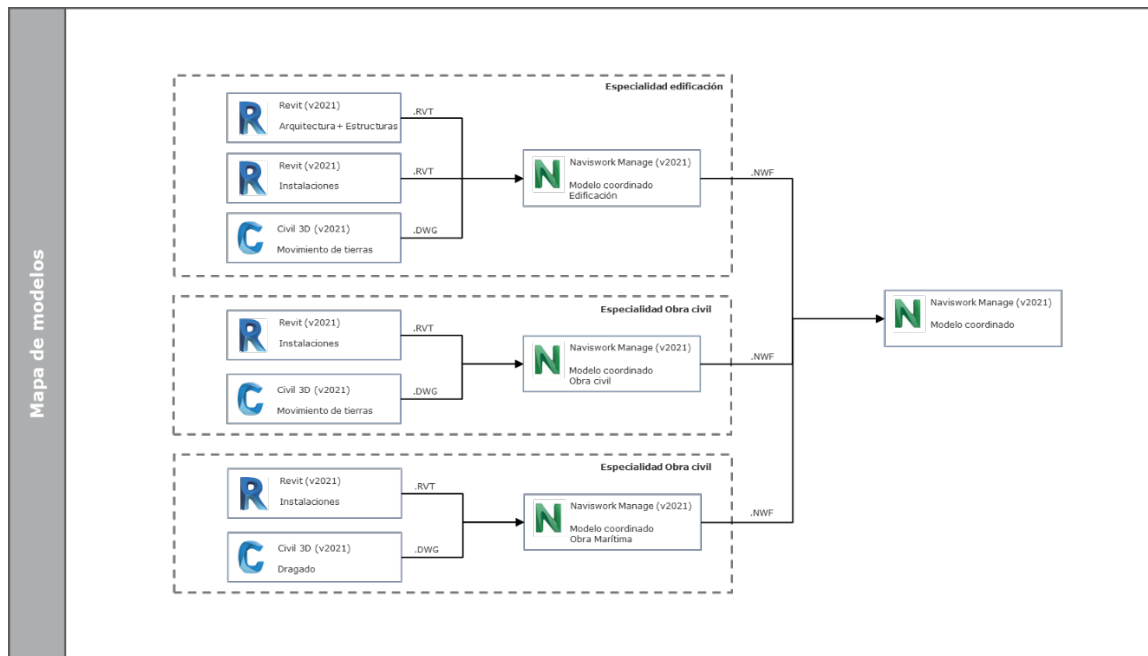 Mapa de modelos
Especialidad edificación
Revit (v2021)
Arquitectura + Estructuras
.RVT
Revit (v2021)
Instalaciones
.RVT
Civil 3D (v2021)
Movimiento de tierras
.DWG
Naviswork Manage (v2021)
Modelo coordinado
Edificación
.NWF
Especialidad Obra civil
Revit (v2021)
Instalaciones
.RVT
Civil 3D (v2021)
Movimiento de tierras
.DWG
Naviswork Manage (v2021)
Modelo coordinado
Obra civil
.NWF
Especialidad Obra civil
Revit (v2021)
Instalaciones
.RVT
Civil 3D (v2021)
Dragado
.DWG
Naviswork Manage (v2021)
Modelo coordinado
Obra Marítima
.NWF
Naviswork Manage (v2021)
Modelo coordinado